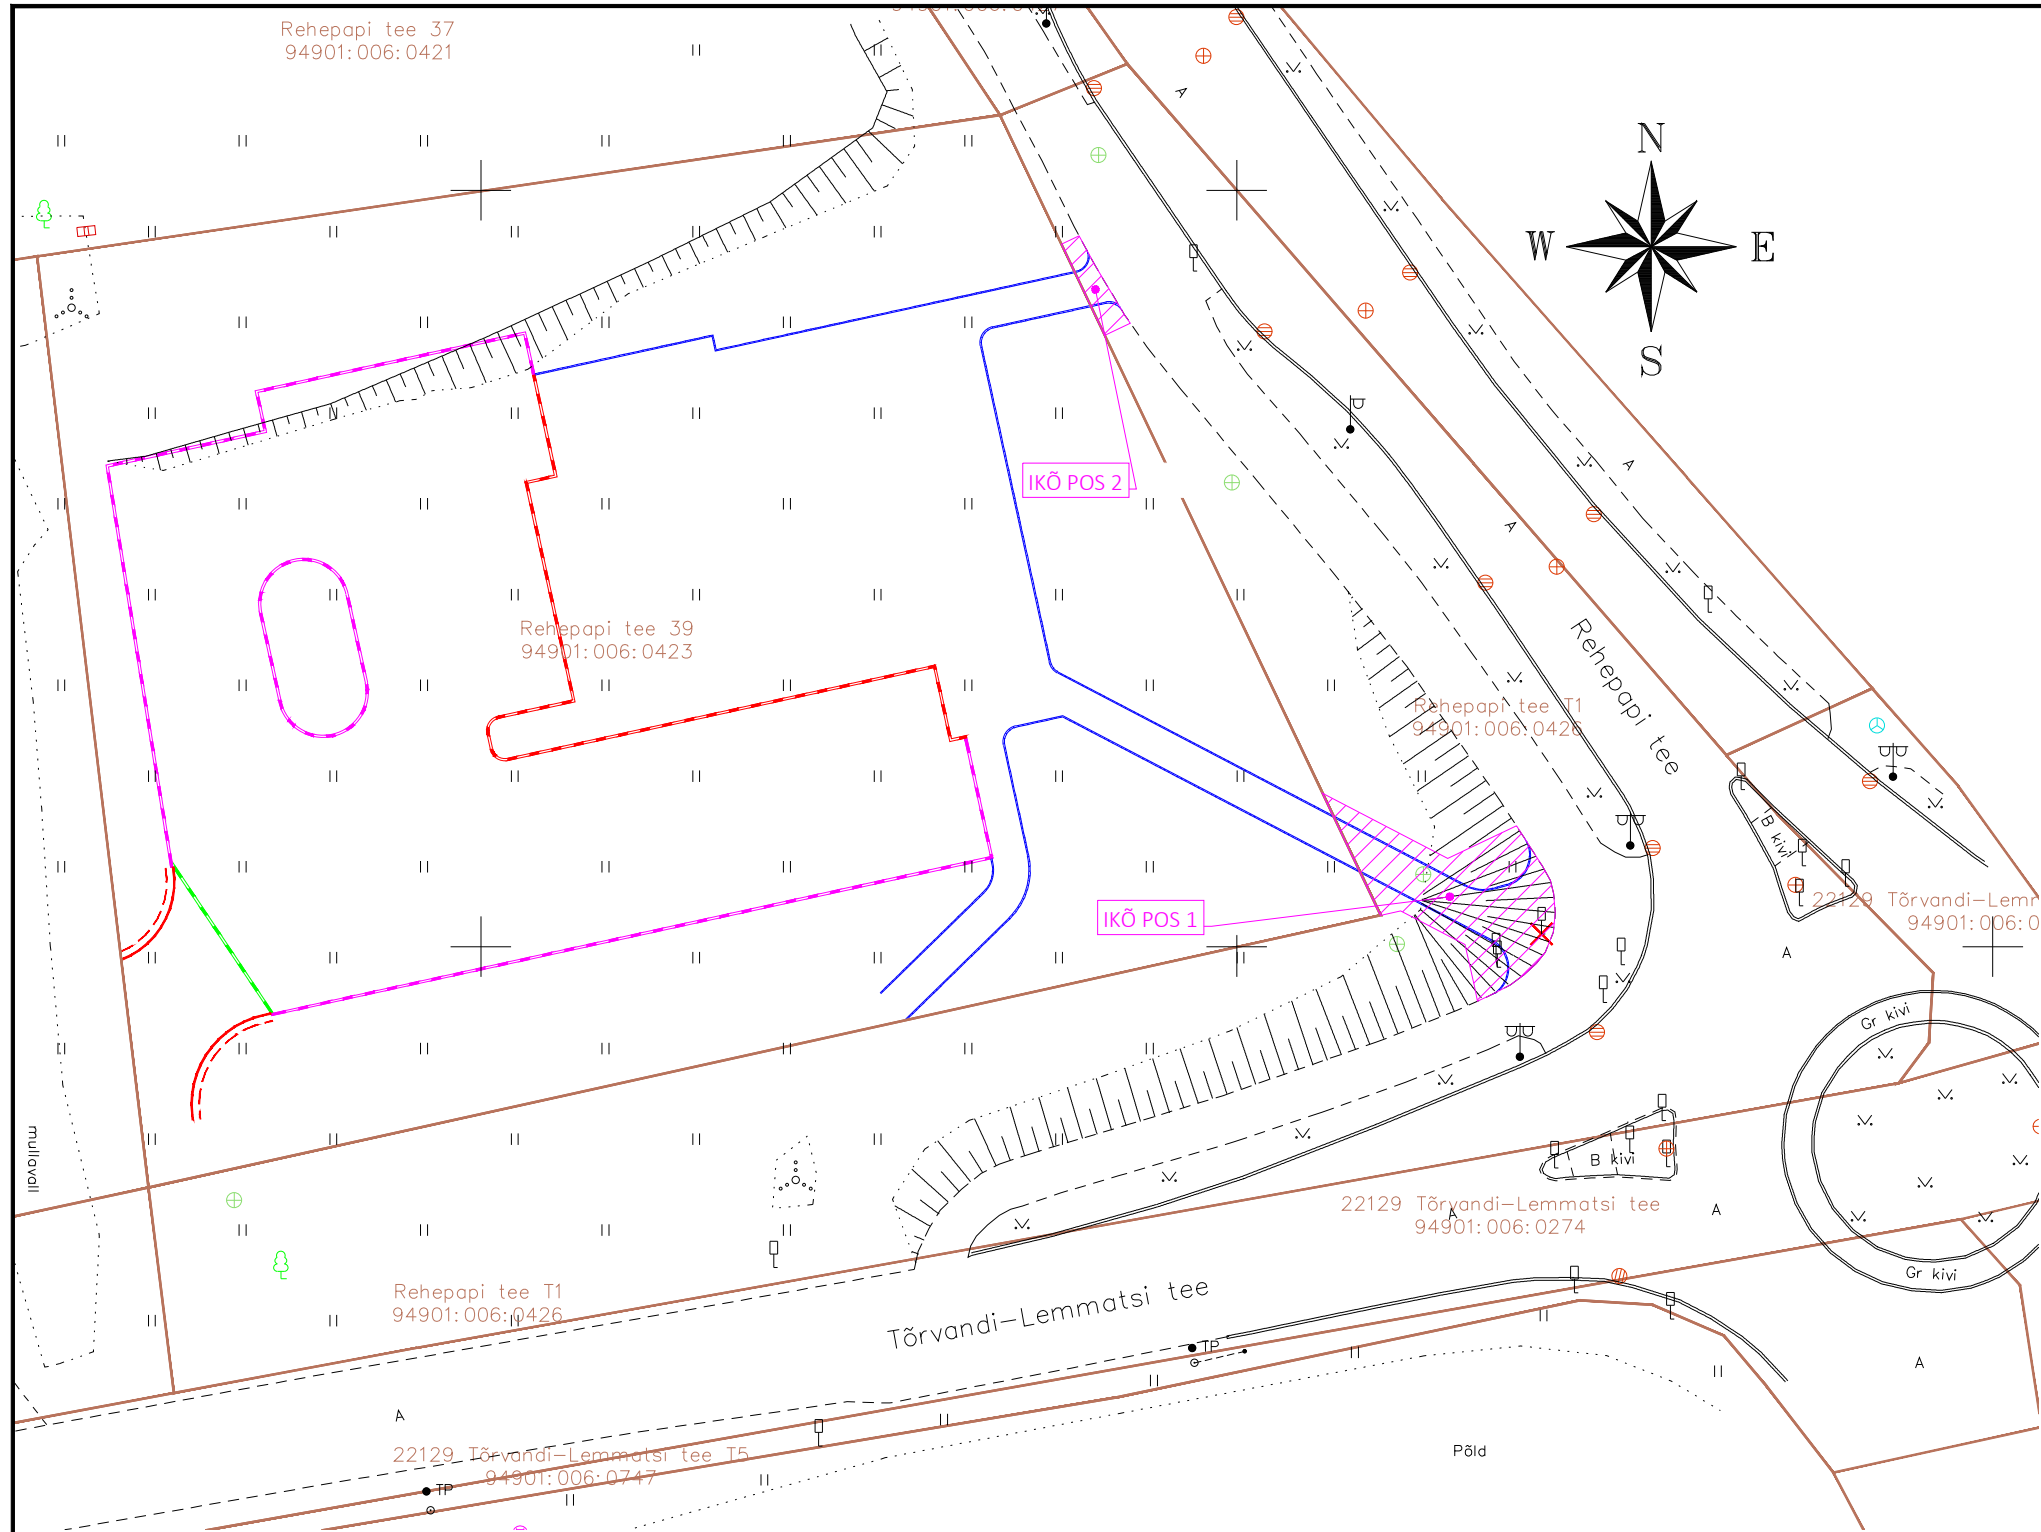 Rehepapi tee 37
94901:006:0421
N
W
E
S
IKÕ POS 2
Rehepapi tee 39
94901:006:0423
Rehepapi tee
Rehepapi tee T1
94901:006:0426
B kivi
IKÕ POS 1
22129 Tõrvandi-Lemm
94901:006:0
A
A
A
A
Gr kivi
mullavall
B kivi
22129 Tõrvandi-Lemmatsi tee
94901:006:0274
A
A
Gr kivi
Rehepapi tee T1
94901:006:0426
Tõrvandi-Lemmatsi tee
TP
A
A
Põld
22129 Tõrvandi-Lemmatsi tee T5
94901:006:0747
TP